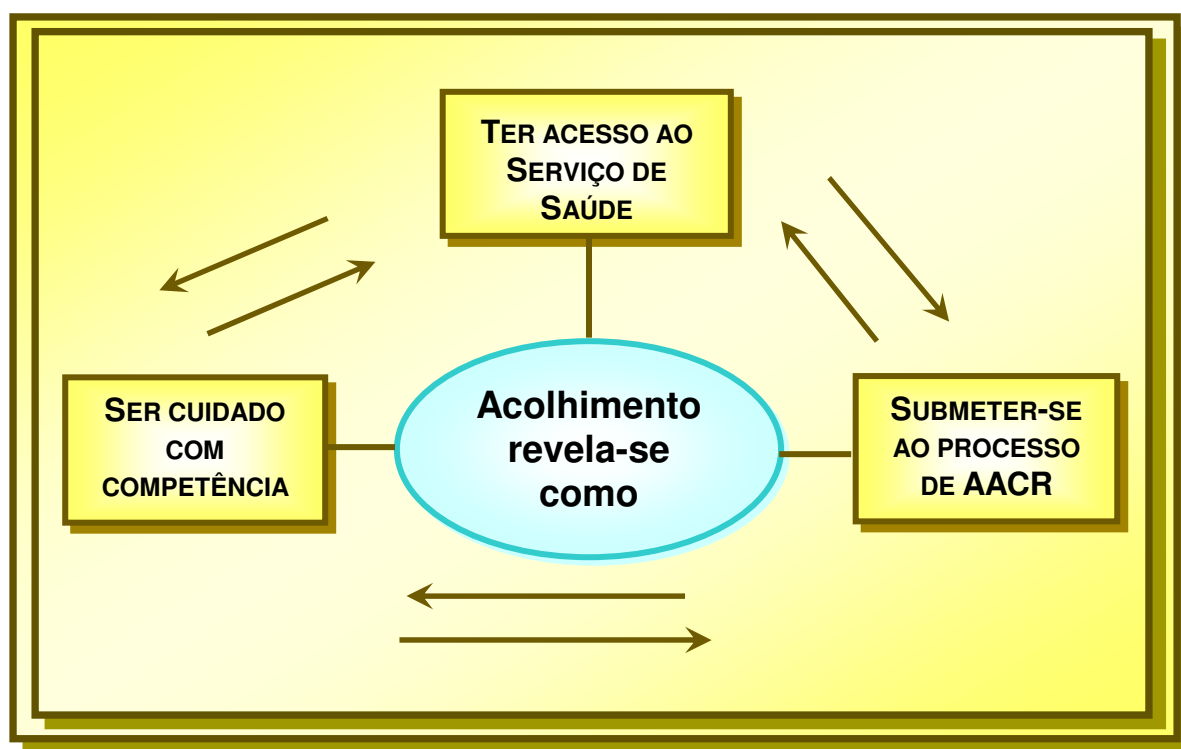 TER ACESSO AO
SERVIÇO DE
SAÚDE
SER CUIDADO
COM
COMPETÊNCIA
Acolhimento
revela-se
como
SUBMETER-SE
AO PROCESSO
DE AACR